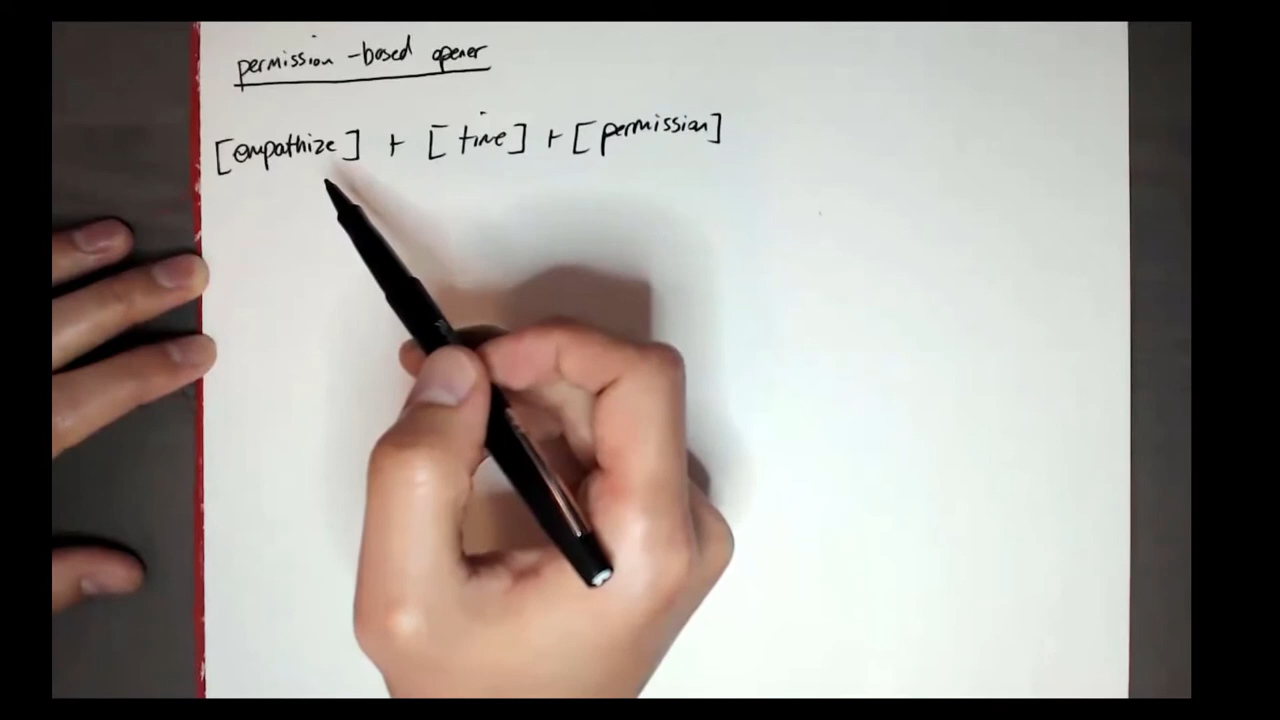 permission-based opener
[empathize] + [time] + [permission]